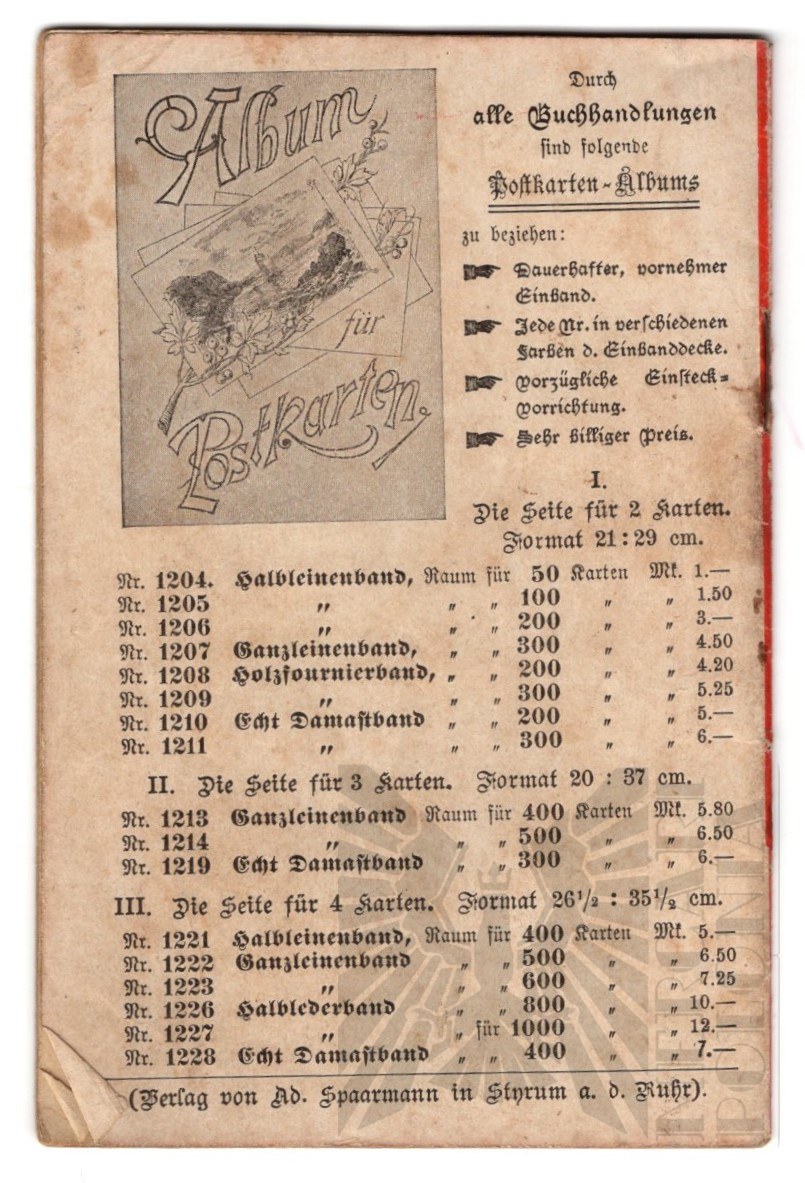 Album
für
Postkarten.
Durch
alle Buchhandlungen
sind folgende
Postkarten-Albums
zu beziehen:
☛ Dauerhafter, vornehmer
Einband.
☛ Jede Nr. in verschiedenen
Farben d. Einbanddecke.
☛ Vorzügliche Einsteck-
vorrichtung.
☛ Sehr billiger Preis.
I.
Die Seite für 2 Karten.
Format 21 : 29 cm.
Nr. 1204. Halbleinenband, Raum für 50 Karten Mk. 1.—
Nr. 1205 „ „ „ 100 „ „ 1.50
Nr. 1206 „ „ „ 200 „ „ 3.—
Nr. 1207 Ganzleinenband, „ „ 300 „ „ 4.50
Nr. 1208 Holzfournierband, „ „ 200 „ „ 4.20
Nr. 1209 „ „ „ 300 „ „ 5.25
Nr. 1210 Echt Damastband „ „ 200 „ „ 5.—
Nr. 1211 „ „ „ 300 „ „ 6.—
II. Die Seite für 3 Karten. Format 20 : 37 cm.
Nr. 1213 Ganzleinenband Raum für 400 Karten Mk. 5.80
Nr. 1214 „ „ „ 500 „ „ 6.50
Nr. 1219 Echt Damastband „ „ 300 „ „ 6.—
III. Die Seite für 4 Karten. Format 26 1/2 : 35 1/2 cm.
Nr. 1221 Halbleinenband, Raum für 400 Karten Mk. 5.—
Nr. 1222 Ganzleinenband „ „ 500 „ „ 6.50
Nr. 1223 „ „ „ 600 „ „ 7.25
Nr. 1226 Halblederband „ „ 800 „ „ 10.—
Nr. 1227 „ „ für 1000 „ „ 12.—
Nr. 1228 Echt Damastband „ „ 400 „ „ 7.—
(Verlag von Ad. Spaarmann in Styrum a. d. Ruhr).